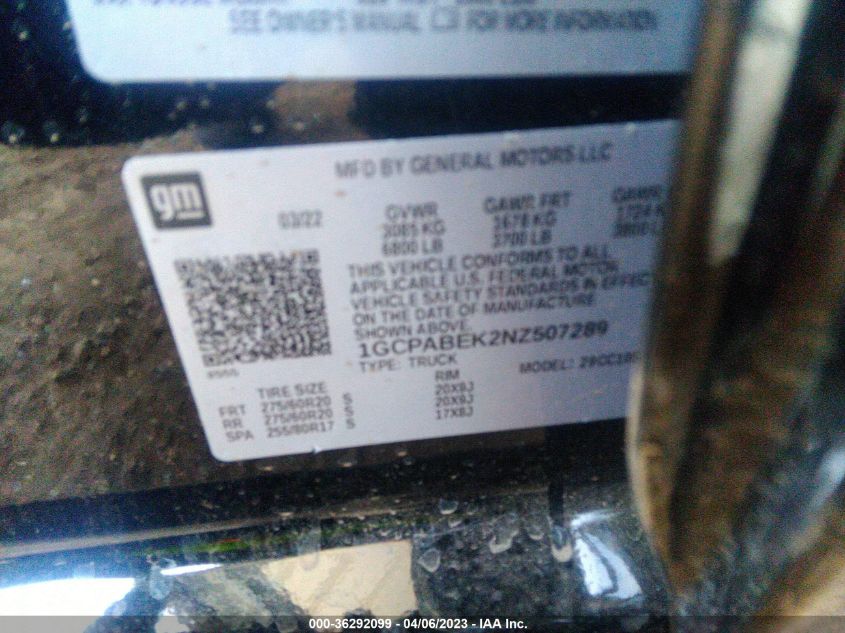 SEE OWNER'S MANUAL FOR MORE INFORMATION
MFD BY GENERAL MOTORS LLC
gm
03/22
GVWR GAWR FRT GAWR
3085 KG 1678 KG 1724 K
6800 LB 3700 LB 3800 L
THIS VEHICLE CONFORMS TO ALL
APPLICABLE U.S. FEDERAL MOTOR
VEHICLE SAFETY STANDARDS IN EFFECT
ON THE DATE OF MANUFACTURE
SHOWN ABOVE.
1GCPABEK2NZ507289
TYPE: TRUCK MODEL:
TIRE SIZE RIM
FRT 275/60R20 S 20X9J
RR 275/60R20 S 20X9J
SPA 255/80R17 S 17X8J
000-36292099 - 04/06/2023 - IAA Inc.